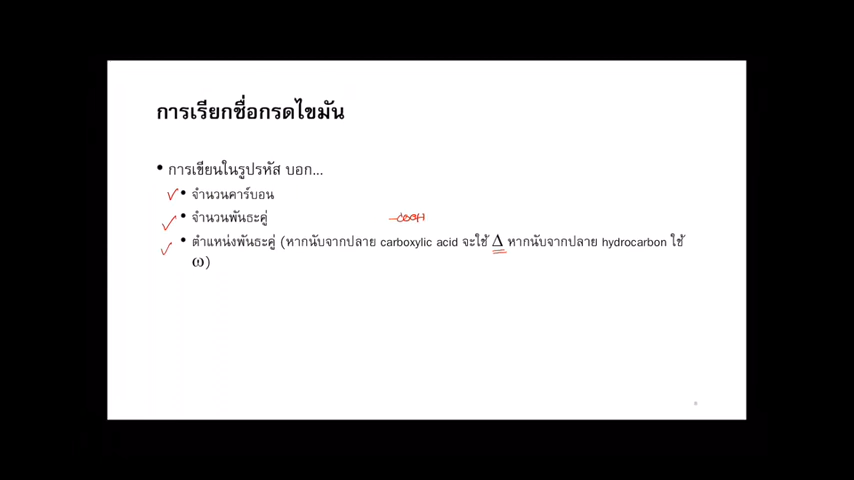 การเรียกชื่อกรดไขมัน
• การเขียนในรูปรหัส บอก...
• จำนวนคาร์บอน
• จำนวนพันธะคู่
-COOH
• ตำแหน่งพันธะคู่ (หากนับจากปลาย carboxylic acid จะใช้ Δ หากนับจากปลาย hydrocarbon ใช้
ω)